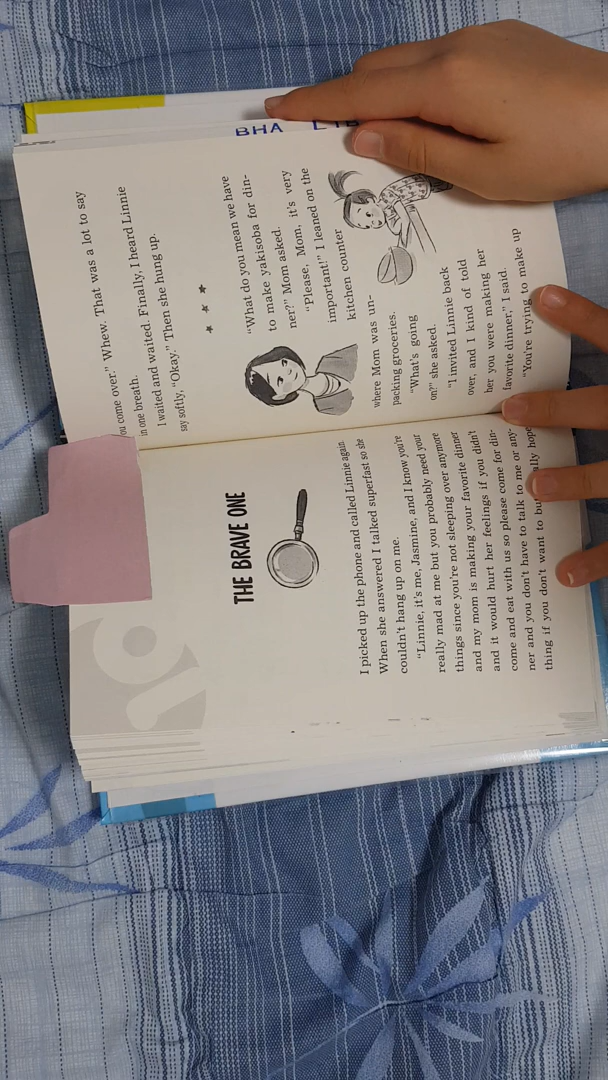 THE BRAVE ONE
I picked up the phone and called Linnie again.
When she answered I talked superfast so she
couldn't hang up on me.
“Linnie, it's me, Jasmine, and I know you're
really mad at me but you probably need your
things since you're not sleeping over anymore
and my mom is making your favorite dinner
and it would hurt her feelings if you didn't
come and eat with us so please come for din-
ner and you don't have to talk to me or any-
thing if you don't want to but hope
you come over.” Whew. That was a lot to say
in one breath.
I waited and waited. Finally, I heard Linnie
say softly, “Okay.” Then she hung up.
“What do you mean we have
to make yakisoba for din-
ner?” Mom asked.
“Please, Mom, it's very
important!” I leaned on the
kitchen counter
where Mom was un-
packing groceries.
“What's going
on?” she asked.
“I invited Linnie back
over, and I kind of told
her you were making her
favorite dinner,” I said.
“You're trying to make up
BHA